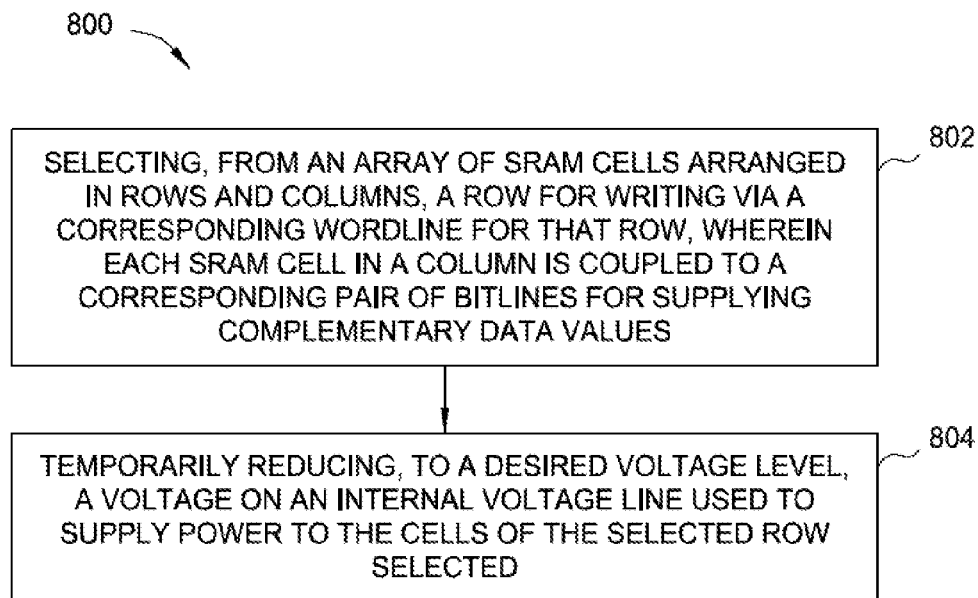 800
802
SELECTING, FROM AN ARRAY OF SRAM CELLS ARRANGED
IN ROWS AND COLUMNS, A ROW FOR WRITING VIA A
CORRESPONDING WORDLINE FOR THAT ROW, WHEREIN
EACH SRAM CELL IN A COLUMN IS COUPLED TO A
CORRESPONDING PAIR OF BITLINES FOR SUPPLYING
COMPLEMENTARY DATA VALUES
804
TEMPORARILY REDUCING, TO A DESIRED VOLTAGE LEVEL,
A VOLTAGE ON AN INTERNAL VOLTAGE LINE USED TO
SUPPLY POWER TO THE CELLS OF THE SELECTED ROW
SELECTED